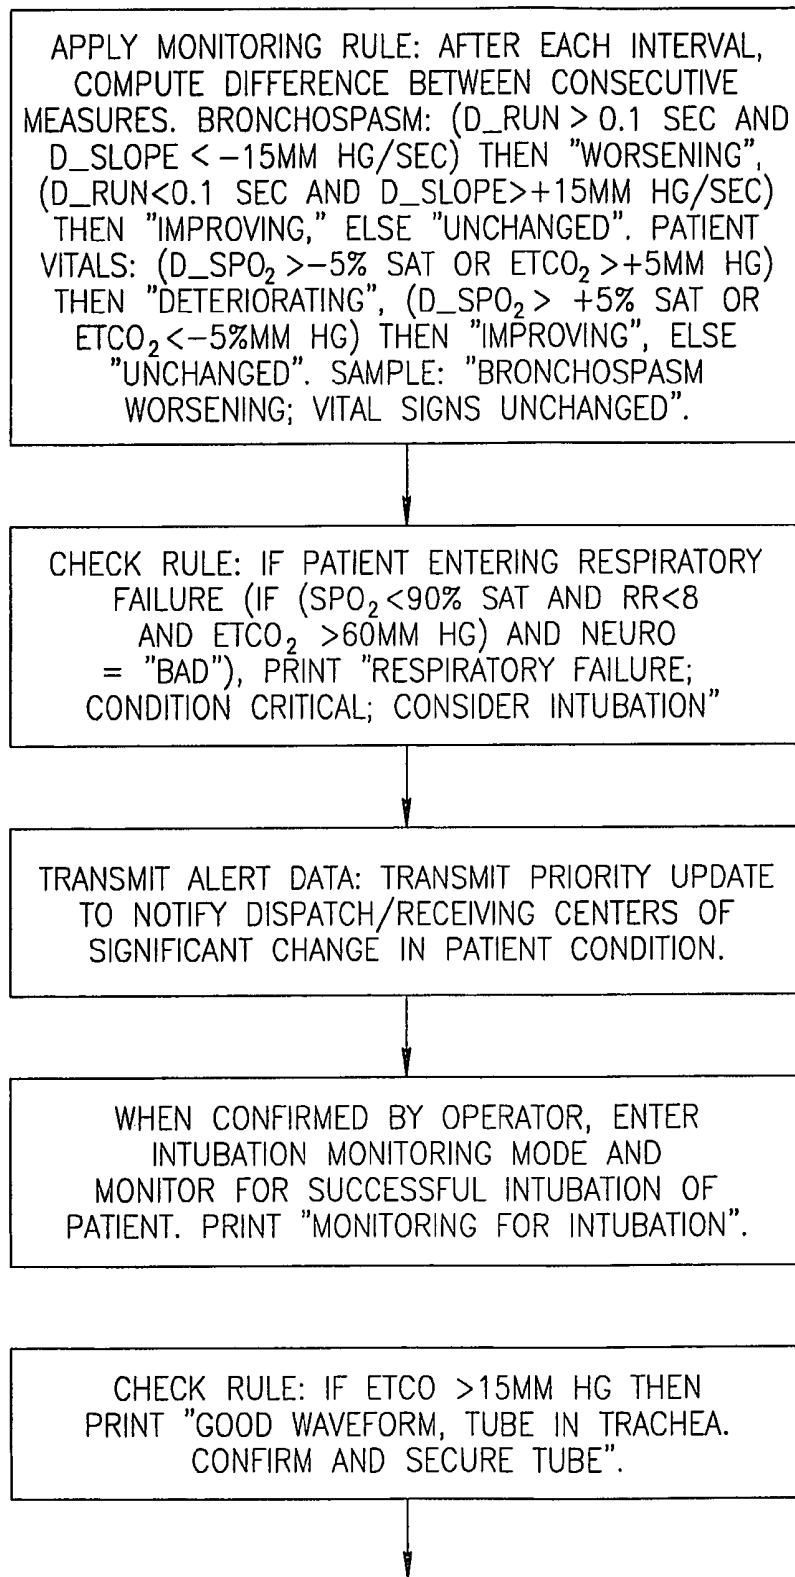 APPLY MONITORING RULE: AFTER EACH INTERVAL,
COMPUTE DIFFERENCE BETWEEN CONSECUTIVE
MEASURES. BRONCHOSPASM: (D_RUN > 0.1 SEC AND
D_SLOPE < -15MM HG/SEC) THEN "WORSENING",
(D_RUN<0.1 SEC AND D_SLOPE>+15MM HG/SEC)
THEN "IMPROVING," ELSE "UNCHANGED". PATIENT
VITALS: (D_SPO₂ >-5% SAT OR ETCO₂ >+5MM HG)
THEN "DETERIORATING", (D_SPO₂ > +5% SAT OR
ETCO₂ <-5%MM HG) THEN "IMPROVING", ELSE
"UNCHANGED". SAMPLE: "BRONCHOSPASM
WORSENING; VITAL SIGNS UNCHANGED".
CHECK RULE: IF PATIENT ENTERING RESPIRATORY
FAILURE (IF (SPO₂ <90% SAT AND RR<8
AND ETCO₂ >60MM HG) AND NEURO
= "BAD"), PRINT "RESPIRATORY FAILURE;
CONDITION CRITICAL; CONSIDER INTUBATION"
TRANSMIT ALERT DATA: TRANSMIT PRIORITY UPDATE
TO NOTIFY DISPATCH/RECEIVING CENTERS OF
SIGNIFICANT CHANGE IN PATIENT CONDITION.
WHEN CONFIRMED BY OPERATOR, ENTER
INTUBATION MONITORING MODE AND
MONITOR FOR SUCCESSFUL INTUBATION OF
PATIENT. PRINT "MONITORING FOR INTUBATION".
CHECK RULE: IF ETCO >15MM HG THEN
PRINT "GOOD WAVEFORM, TUBE IN TRACHEA.
CONFIRM AND SECURE TUBE".